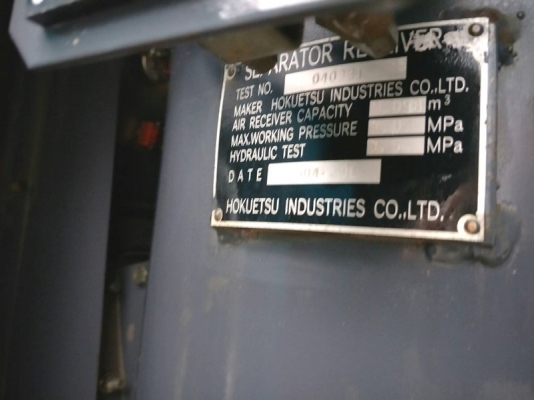 SEPARATOR RECEIVER
TEST NO.
MAKER HOKUETSU INDUSTRIES CO.,LTD.
AIR RECEIVER CAPACITY m³
MAX.WORKING PRESSURE MPa
HYDRAULIC TEST MPa
DATE
HOKUETSU INDUSTRIES CO.,LTD.